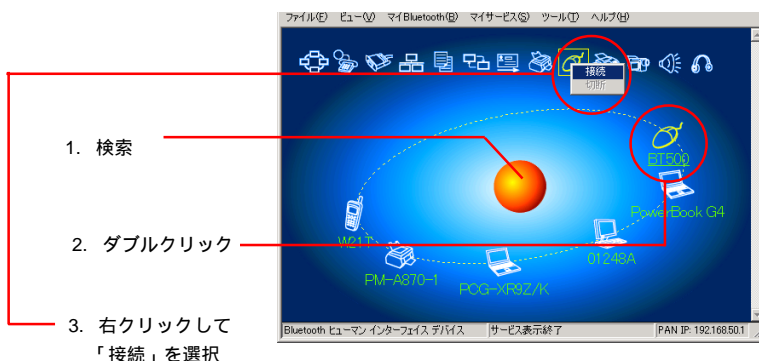 ファイル(F) ビュー(V) マイBluetooth(B) マイサービス(S) ツール(T) ヘルプ(H)
接続
切断
1. 検索
BT500
PowerBook G4
2. ダブルクリック
W21T
01248A
PM-A870-1
PCG-XR9Z/K
3. 右クリックして
「接続」を選択
Bluetooth ヒューマン インターフェイス デバイス サービス表示終了 PAN IP: 192.168.50.1